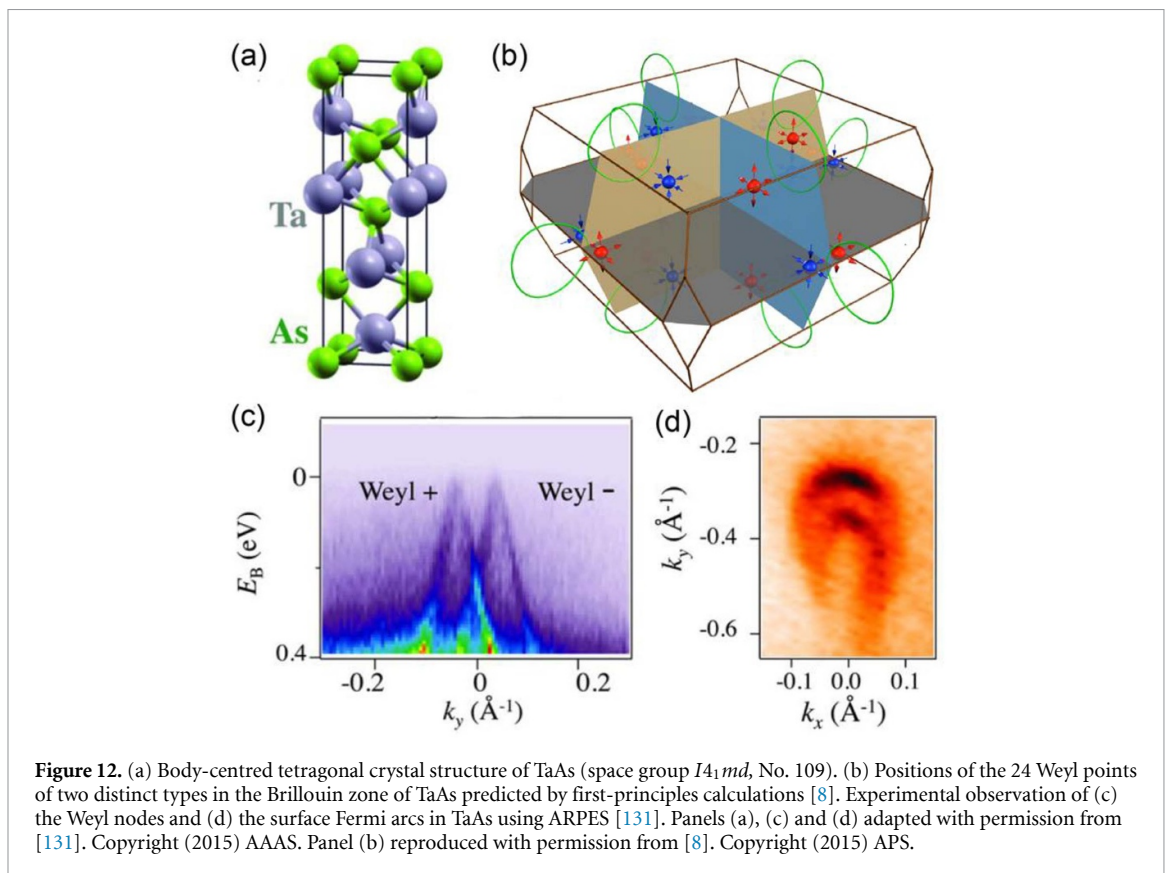 (a)
(b)
Ta
As
(c)
(d)
Weyl +
Weyl −
0
0.4
E_B (eV)
-0.2
0
0.2
k_y (Å⁻¹)
-0.2
-0.4
-0.6
k_y (Å⁻¹)
-0.1 0.0 0.1
k_x (Å⁻¹)
Figure 12. (a) Body-centred tetragonal crystal structure of TaAs (space group I4₁md, No. 109). (b) Positions of the 24 Weyl points
of two distinct types in the Brillouin zone of TaAs predicted by first-principles calculations [8]. Experimental observation of (c)
the Weyl nodes and (d) the surface Fermi arcs in TaAs using ARPES [131]. Panels (a), (c) and (d) adapted with permission from
[131]. Copyright (2015) AAAS. Panel (b) reproduced with permission from [8]. Copyright (2015) APS.